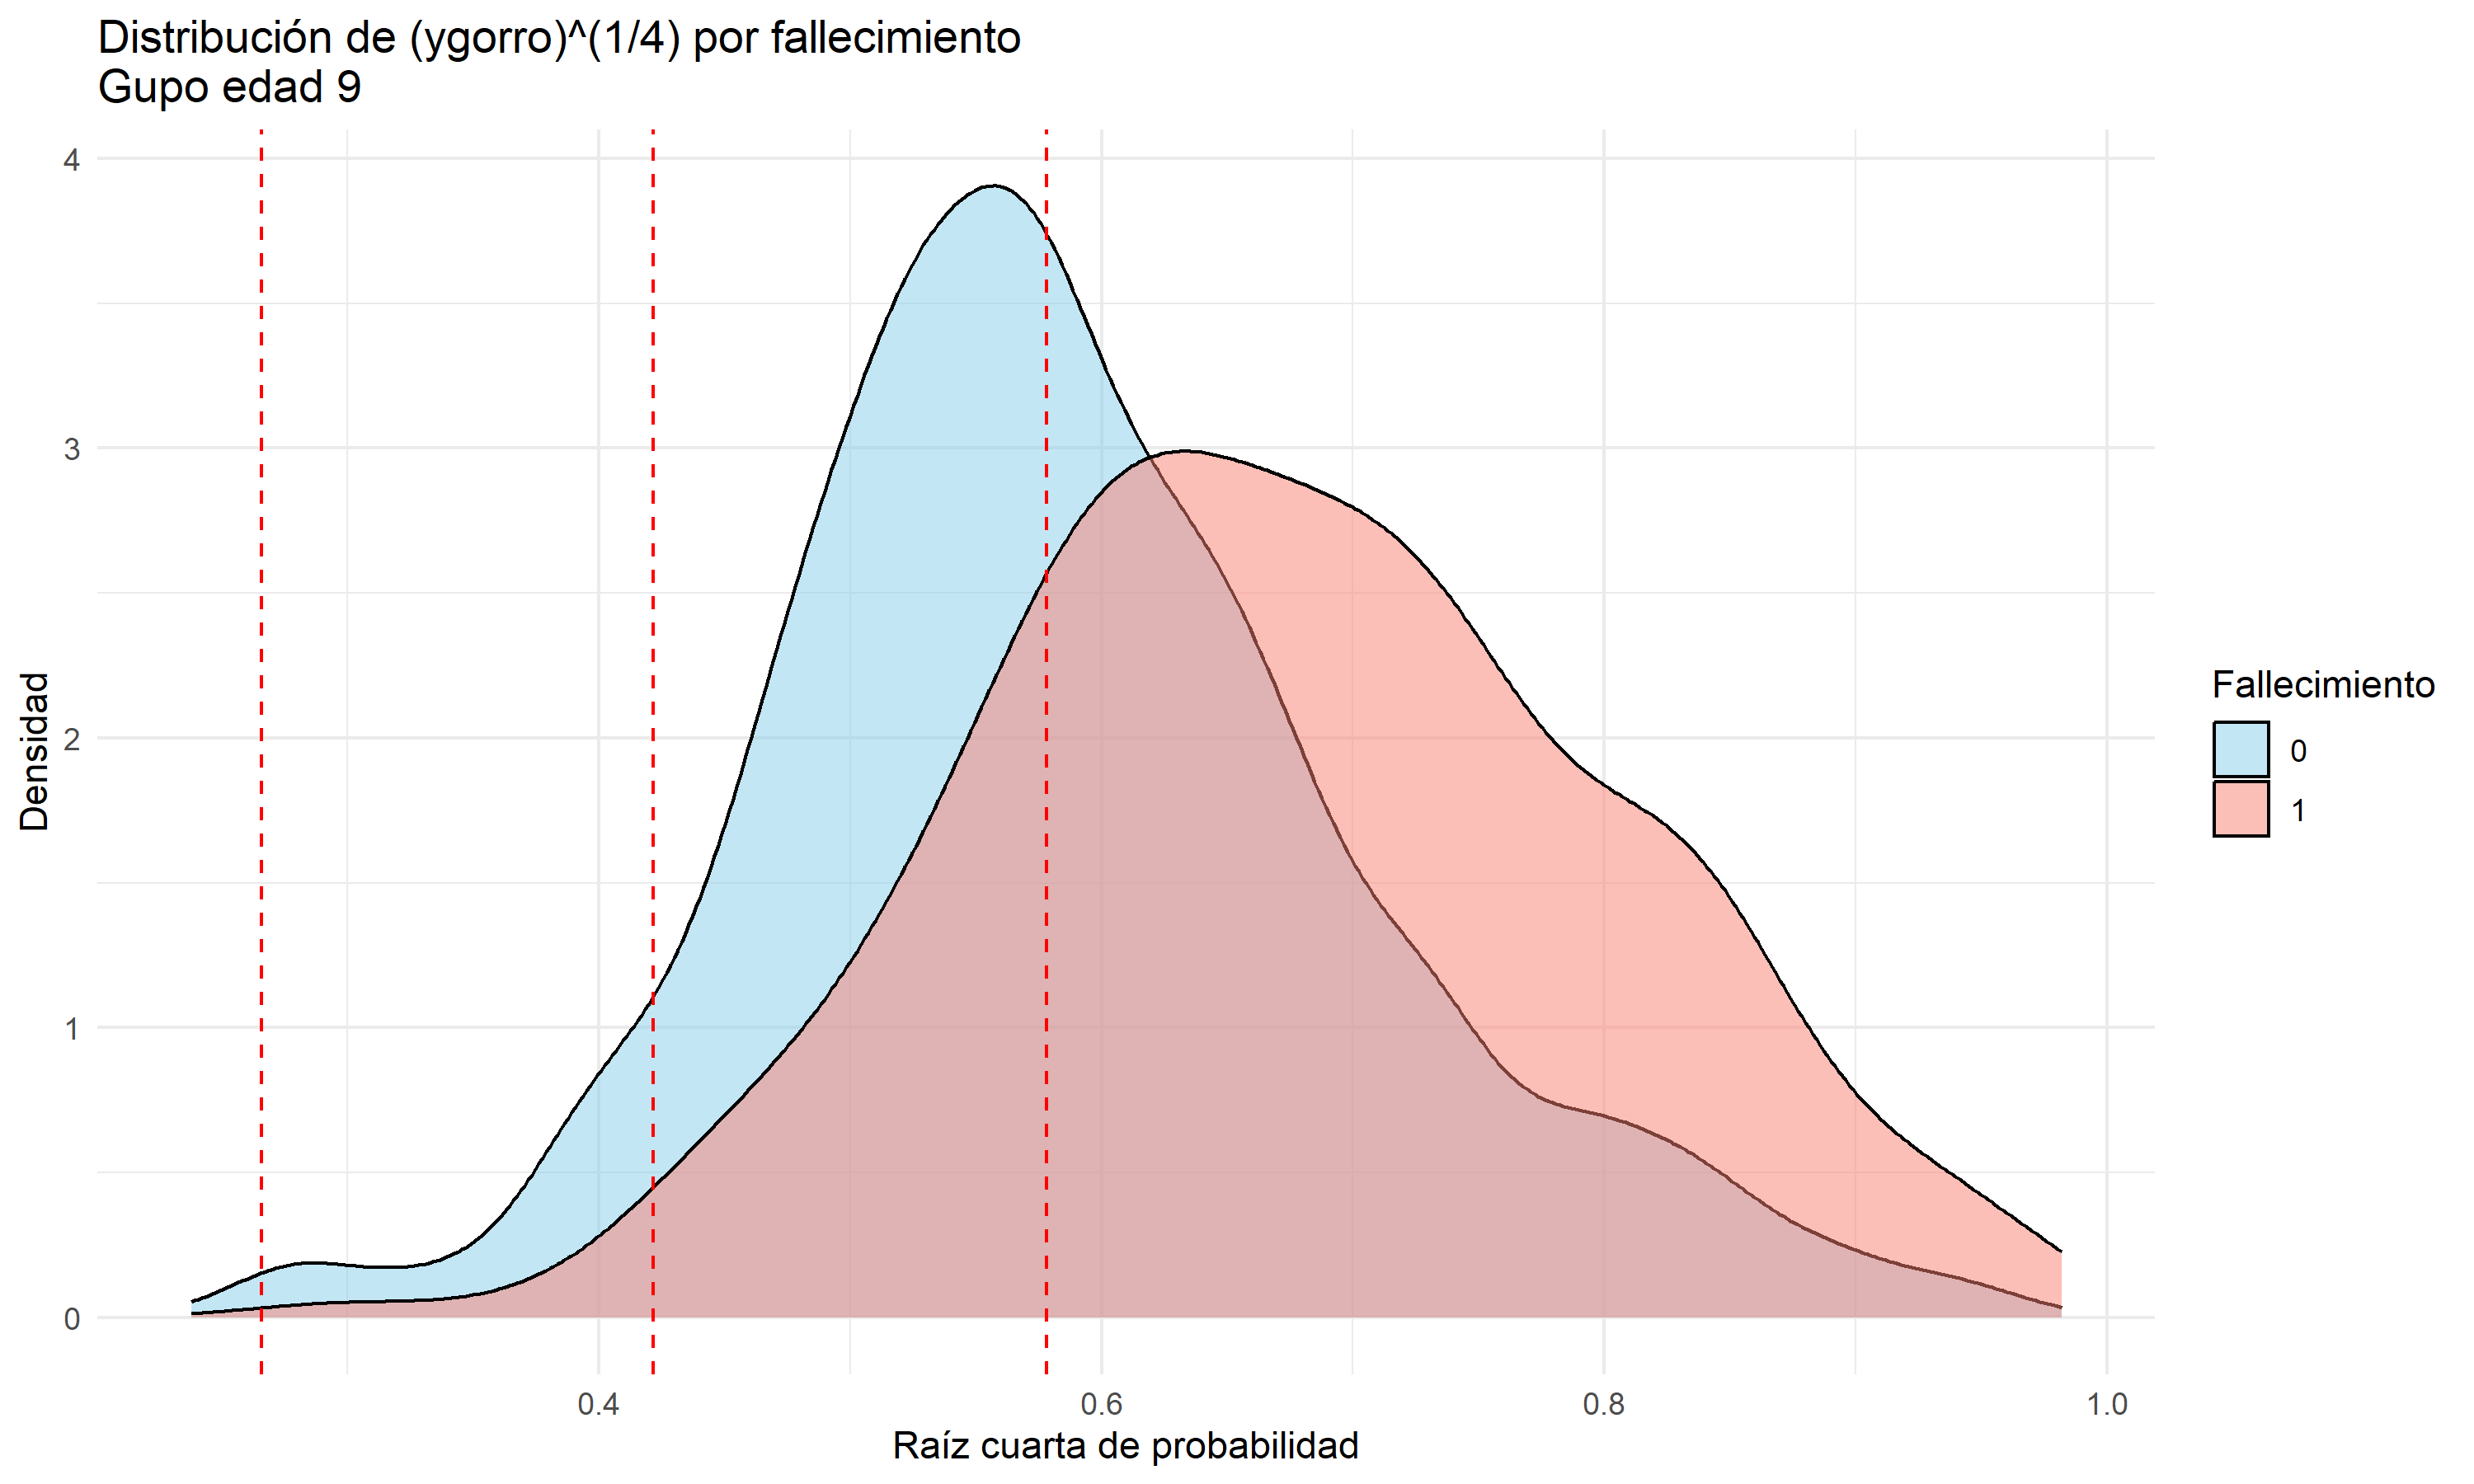 Distribución de (ygorro)^(1/4) por fallecimiento
Gupo edad 9
4
3
2
1
0
Densidad
0.4
0.6
0.8
1.0
Raíz cuarta de probabilidad
Fallecimiento
0
1